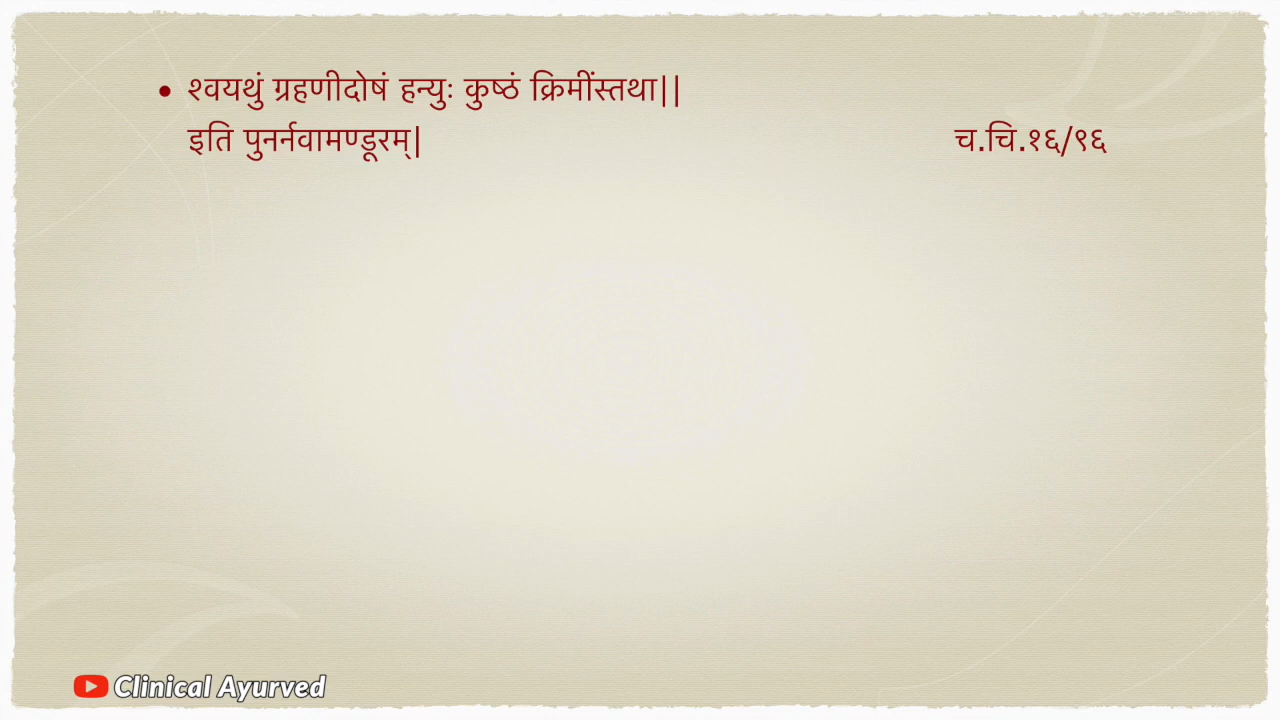 • श्वयथुं ग्रहणीदोषं हन्युः कुष्ठं क्रिमींस्तथा||
इति पुनर्नवामण्डूरम्| च.चि.१६/९६
Clinical Ayurved